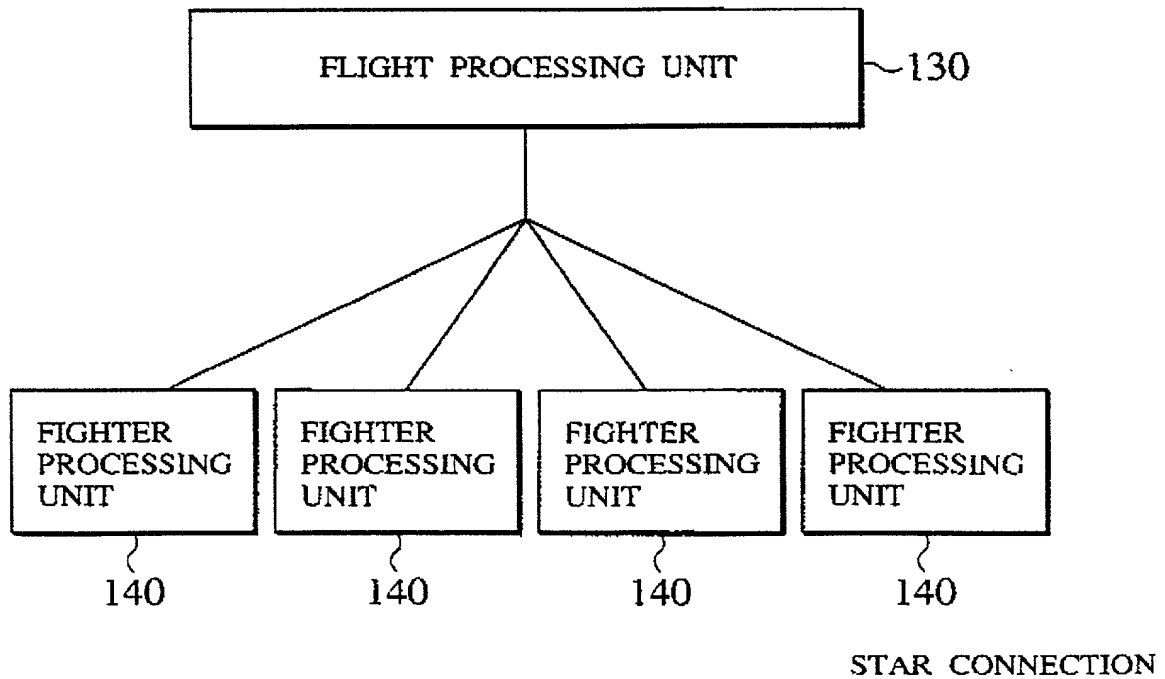 FLIGHT PROCESSING UNIT
130
FIGHTER
PROCESSING
UNIT
FIGHTER
PROCESSING
UNIT
FIGHTER
PROCESSING
UNIT
FIGHTER
PROCESSING
UNIT
140
140
140
140
STAR CONNECTION